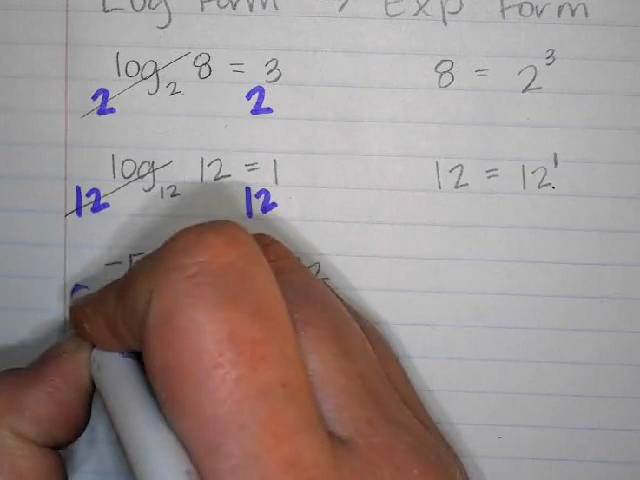 Log Form → Exp Form
log₂ 8 = 3 8 = 2³
2 2
log₁₂ 12 = 1 12 = 12¹.
12 12